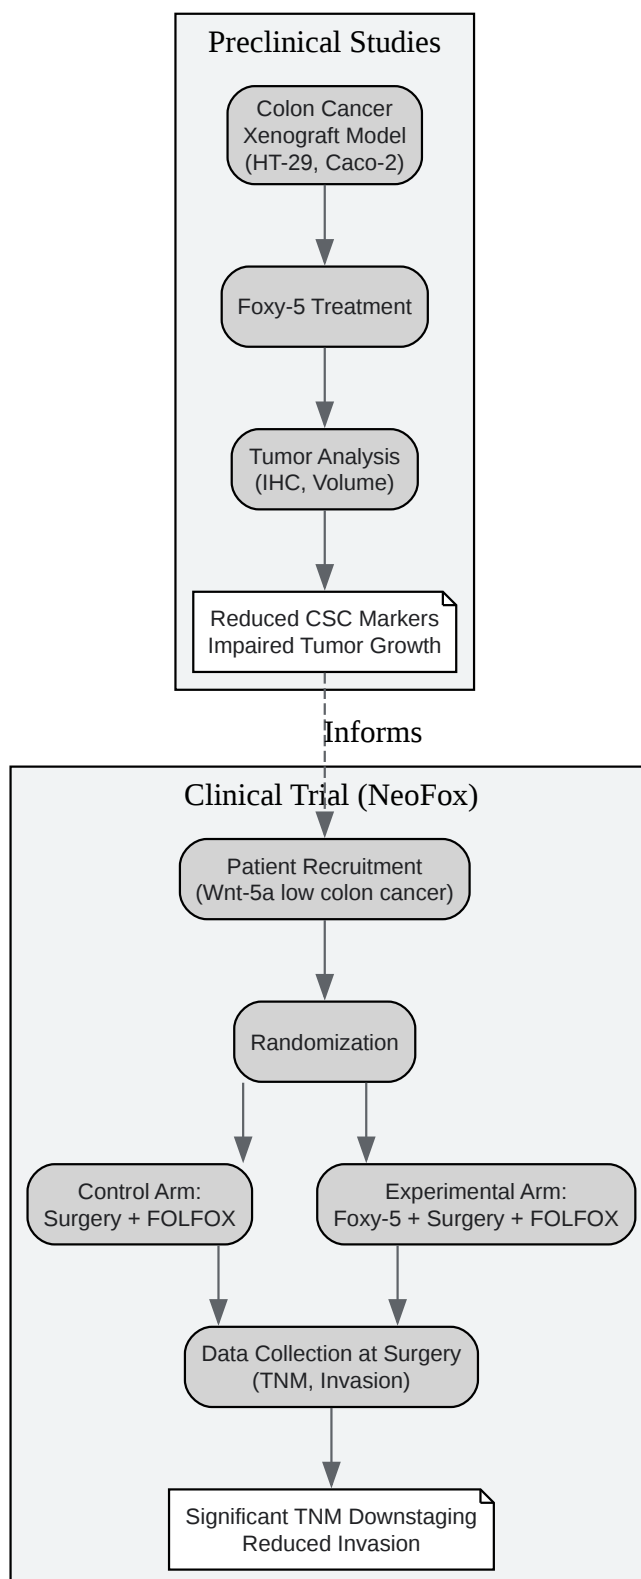 Preclinical Studies
Colon Cancer
Xenograft Model
(HT-29, Caco-2)
Foxy-5 Treatment
Tumor Analysis
(IHC, Volume)
Reduced CSC Markers
Impaired Tumor Growth
Informs
Clinical Trial (NeoFox)
Patient Recruitment
(Wnt-5a low colon cancer)
Randomization
Control Arm:
Surgery + FOLFOX
Experimental Arm:
Foxy-5 + Surgery + FOLFOX
Data Collection at Surgery
(TNM, Invasion)
Significant TNM Downstaging
Reduced Invasion